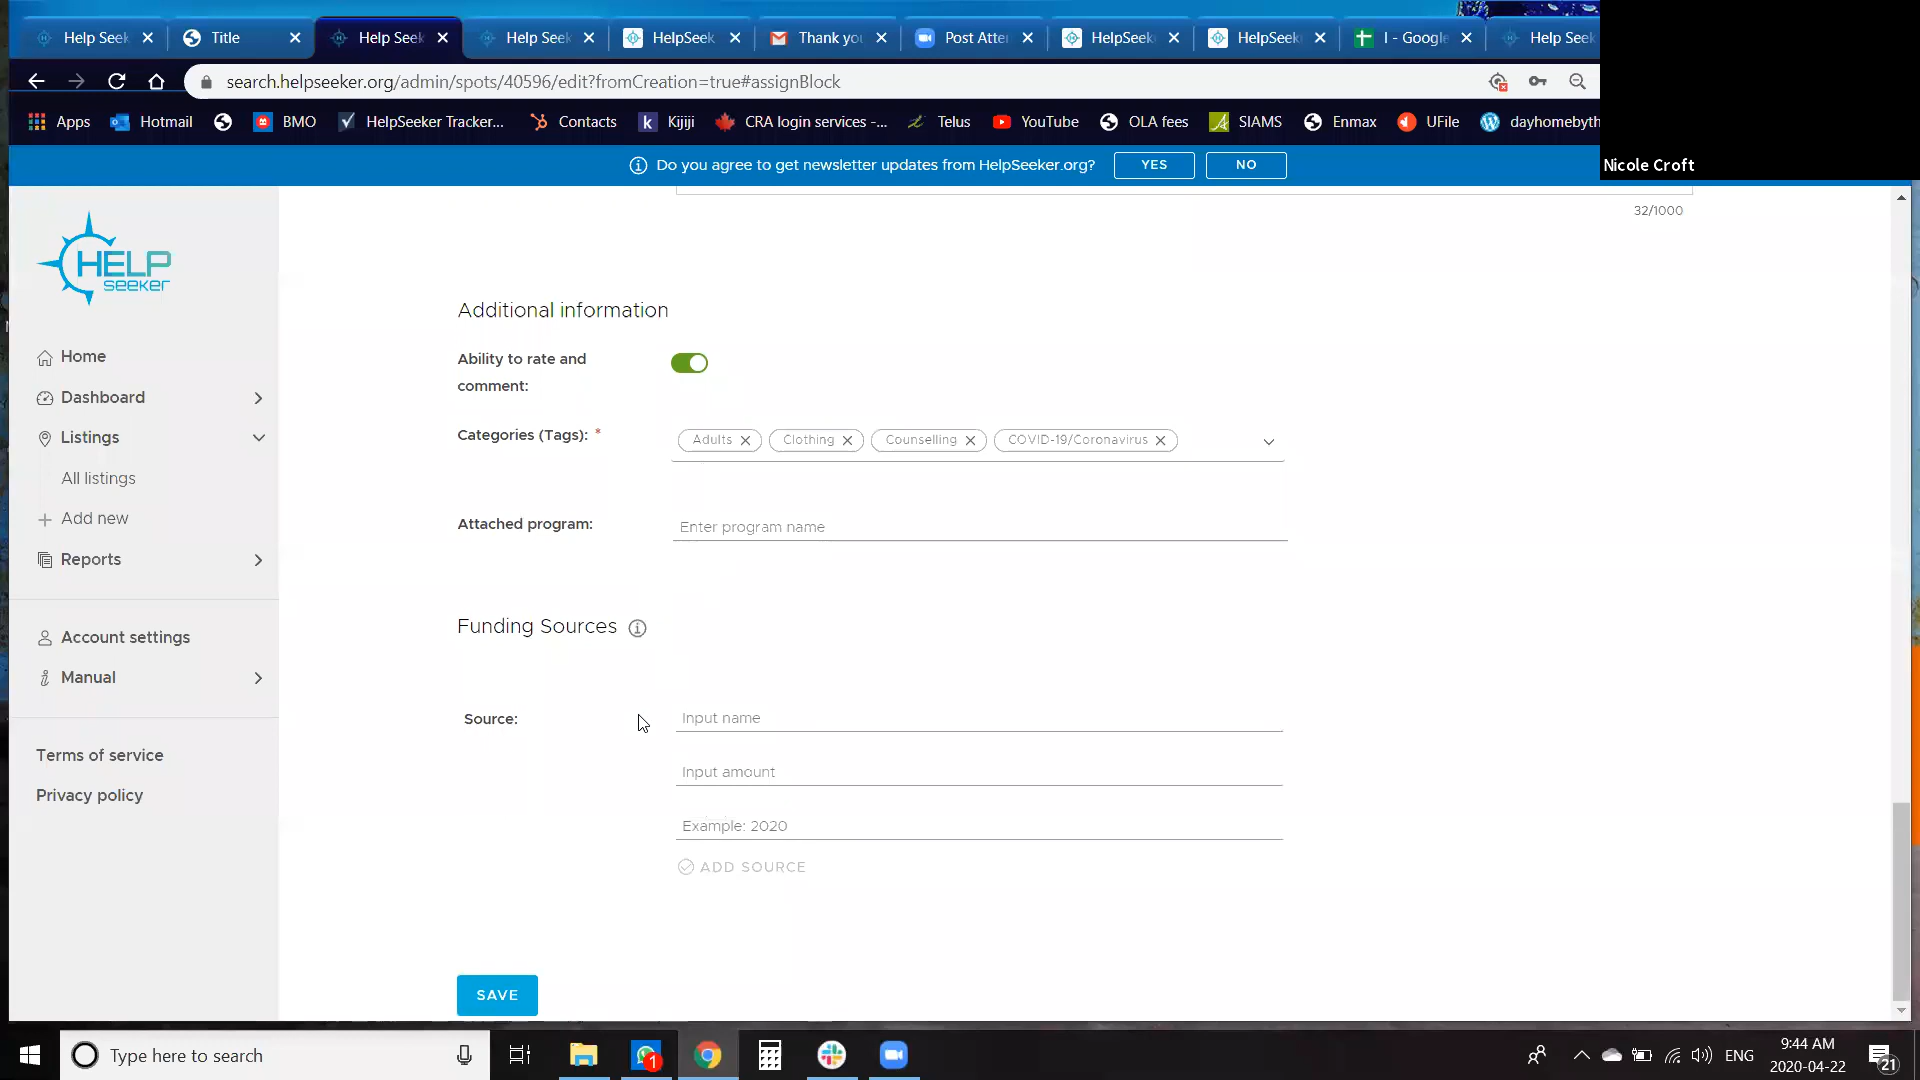 Help Seek
Title
Help Seek
Help Seek
HelpSeek
Thank you
Post Atte
HelpSeek
HelpSeek
I - Google
Help Seek
search.helpseeker.org/admin/spots/40596/edit?fromCreation=true#assignBlock
Apps
Hotmail
BMO
HelpSeeker Tracker...
Contacts
Kijiji
CRA login services -...
Telus
YouTube
OLA fees
SIAMS
Enmax
UFile
dayhomebyth
Do you agree to get newsletter updates from HelpSeeker.org?
YES
NO
Nicole Croft
HELP
seeker
Home
Dashboard
Listings
All listings
Add new
Reports
Account settings
Manual
Terms of service
Privacy policy
32/1000
Additional information
Ability to rate and
comment:
Categories (Tags): *
Adults
Clothing
Counselling
COVID-19/Coronavirus
Attached program:
Enter program name
Funding Sources
Source:
Input name
Input amount
Example: 2020
ADD SOURCE
SAVE
Type here to search
1
ENG
9:44 AM
2020-04-22
21